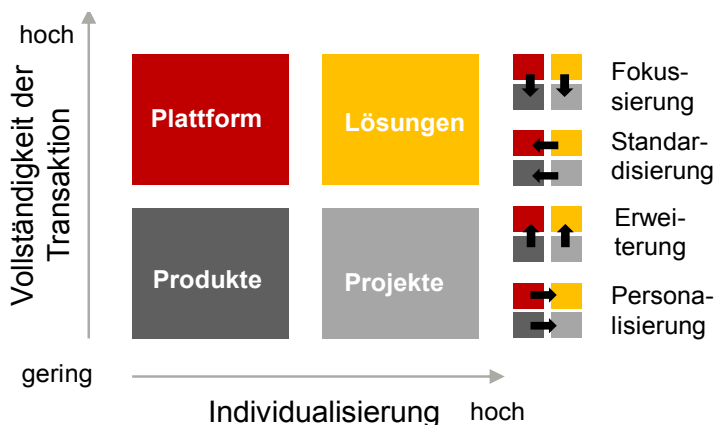 hoch
Vollständigkeit der
Transaktion
Plattform
Lösungen
Produkte
Projekte
gering
Individualisierung hoch
Fokus-
sierung
Standar-
disierung
Erwei-
terung
Persona-
lisierung